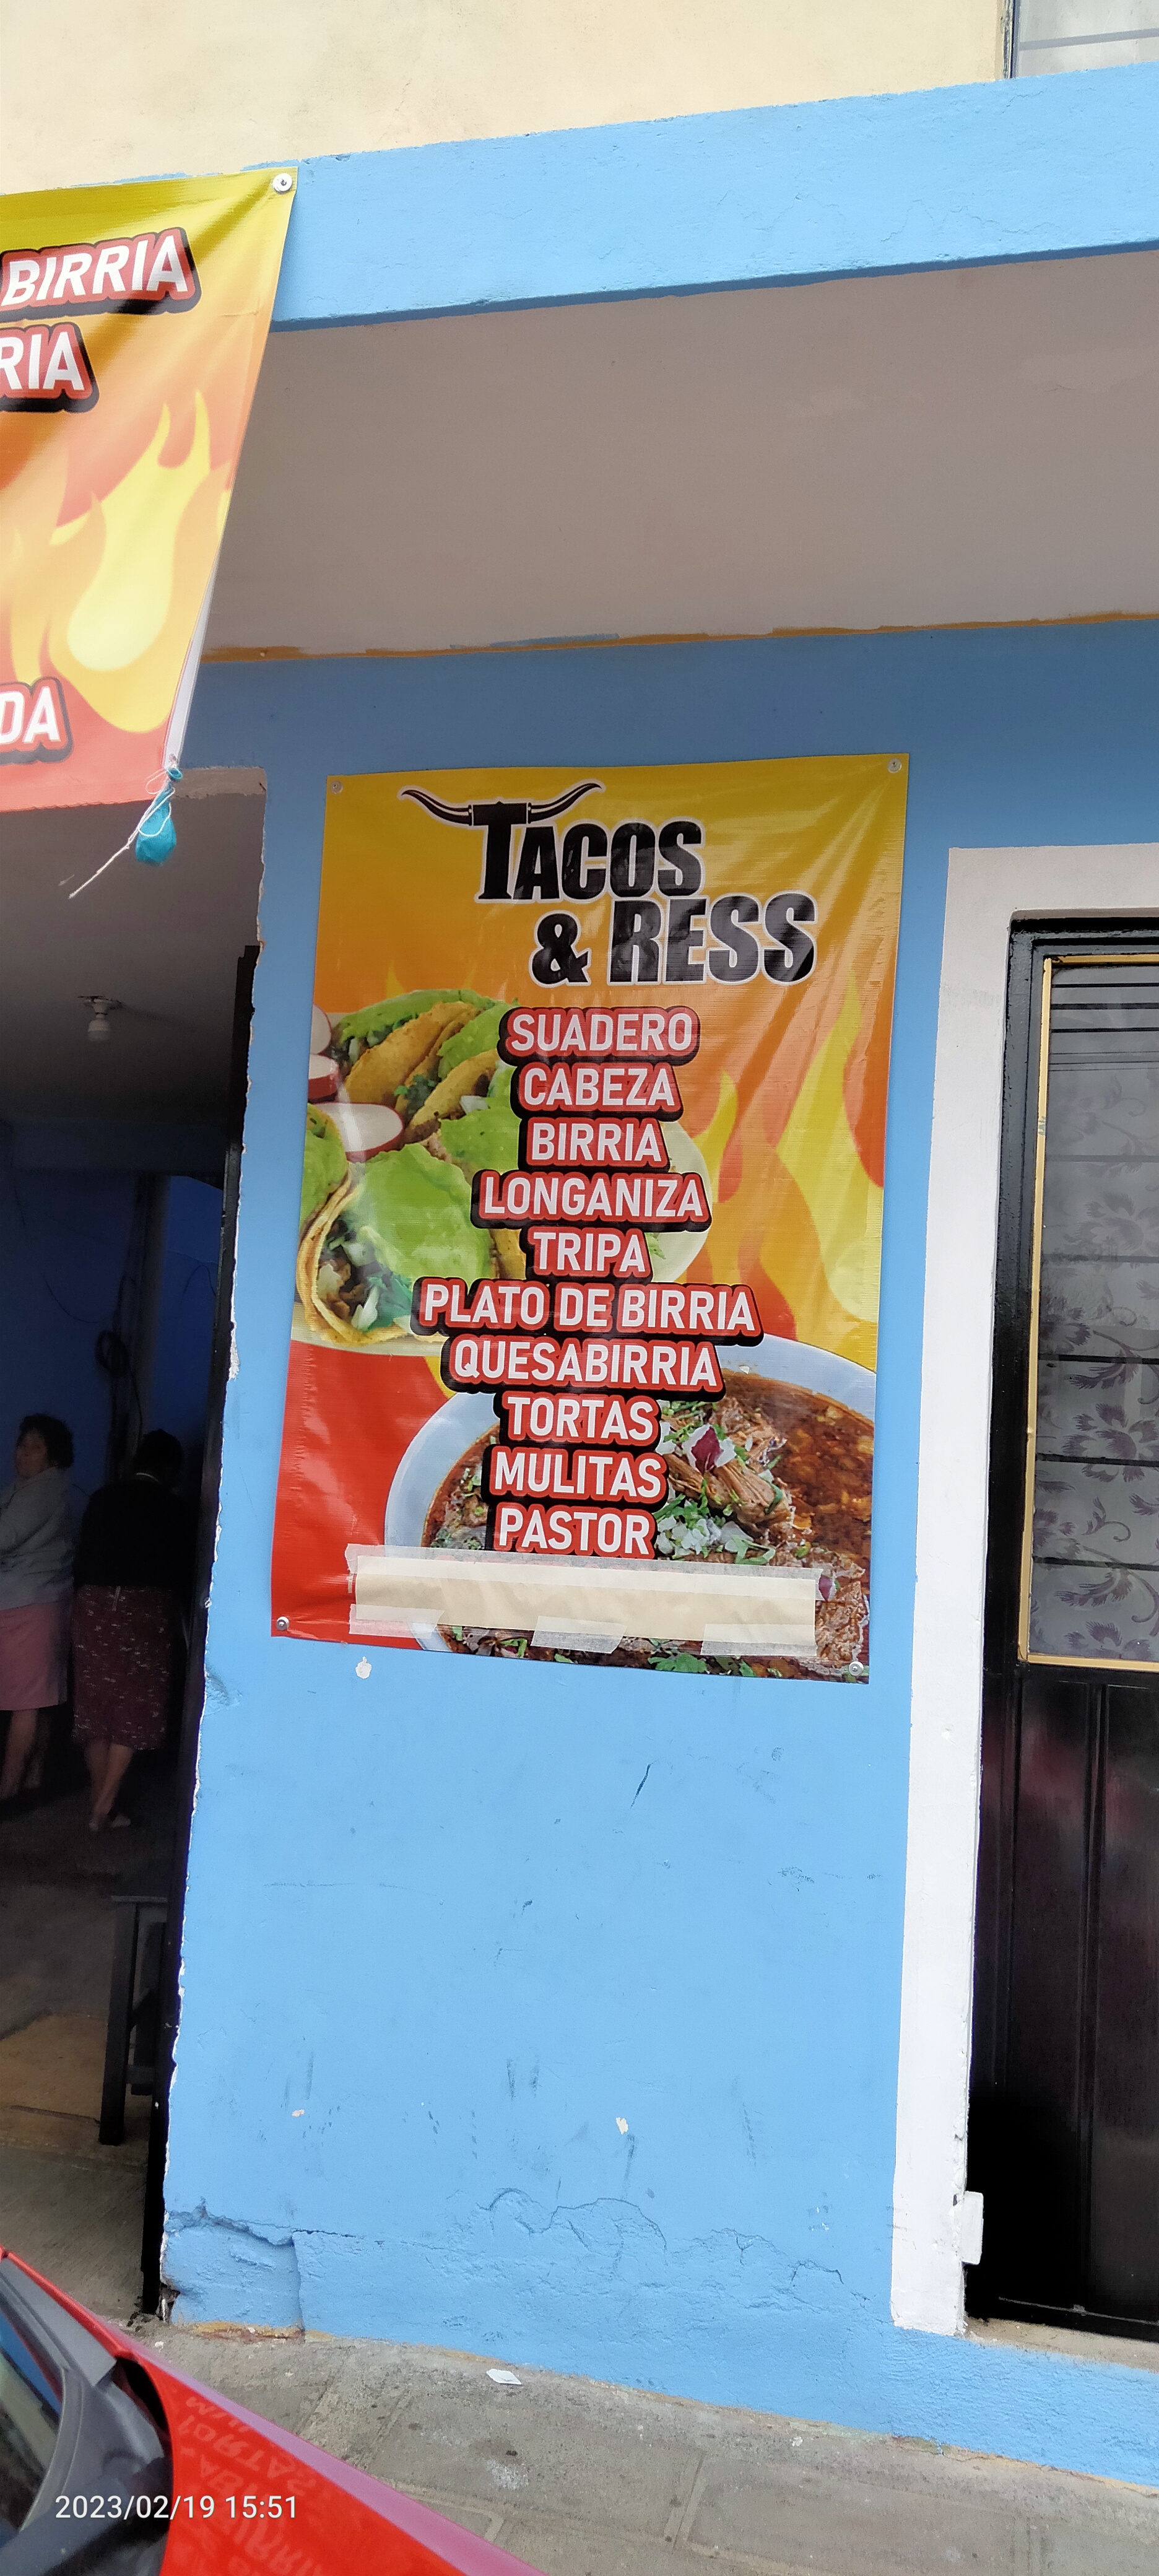 BIRRIA
RIA
DA
TACOS
& RESS
SUADERO
CABEZA
BIRRIA
LONGANIZA
TRIPA
PLATO DE BIRRIA
QUESABIRRIA
TORTAS
MULITAS
PASTOR
2023/02/19 15:51